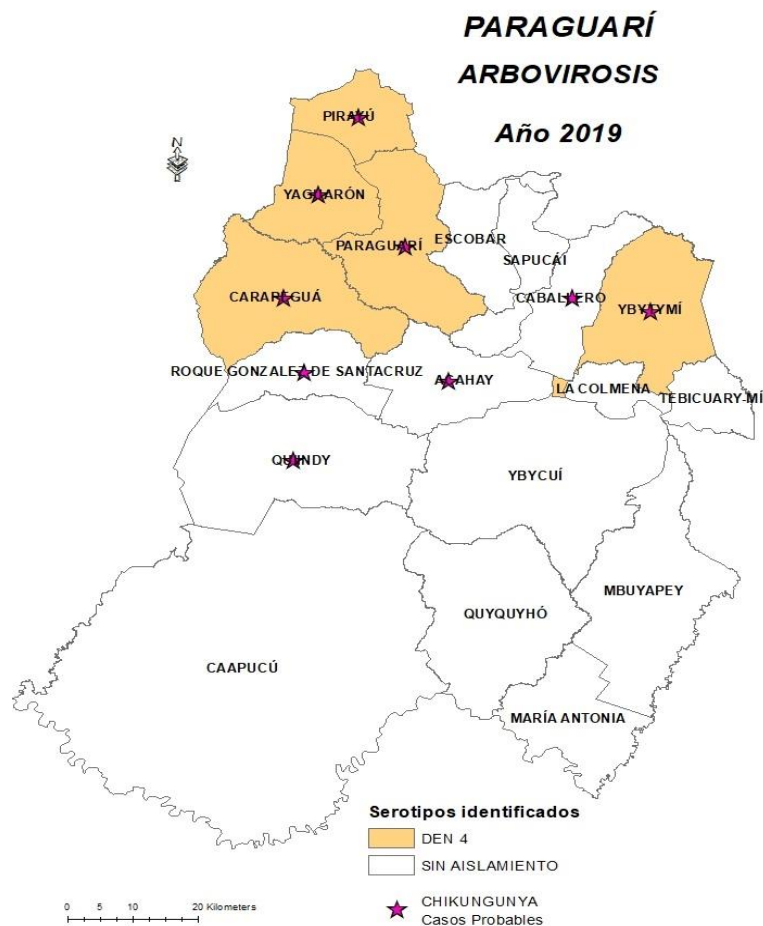 PARAGUARÍ
ARBOVIROSIS
Año 2019
N
PIRAYÚ
YAGUARÓN
PARAGUARÍ
ESCOBAR
SAPUCÁI
CARAPEGUÁ
CABALLERO
YBYTYMÍ
ROQUE GONZALEZ DE SANTACRUZ
ACAHAY
LA COLMENA
TEBICUARY-MÍ
QUIINDY
YBYCUÍ
MBUYAPEY
QUYQUYHÓ
CAAPUCÚ
MARÍA ANTONIA
Serotipos identificados
DEN 4
SIN AISLAMIENTO
CHIKUNGUNYA
Casos Probables
0 5 10 20 Kilometers